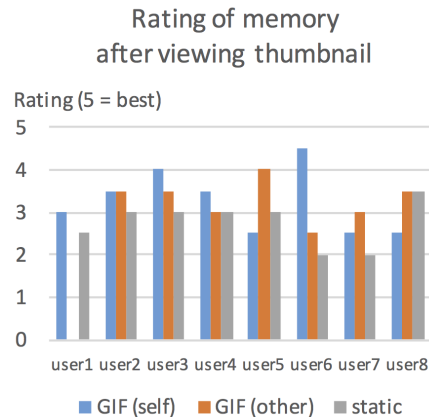 Rating of memory
after viewing thumbnail
Rating (5 = best)
5
4
3
2
1
0
user1 user2 user3 user4 user5 user6 user7 user8
GIF (self) GIF (other) static